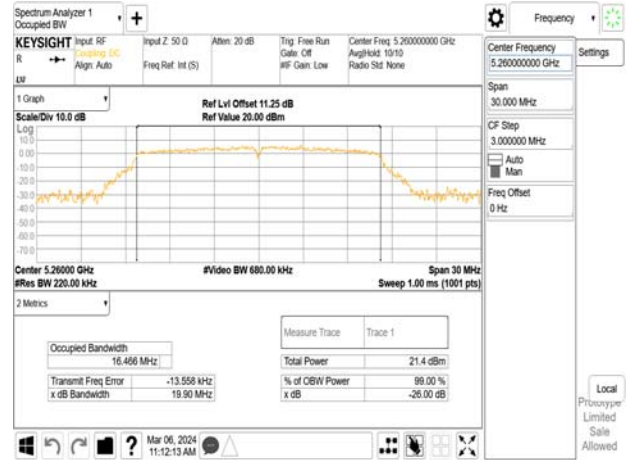 Spectrum Analyzer 1
Occupied BW
Frequency
KEYSIGHT
R
LV
Input: RF
Coupling: DC
Align: Auto
Input Z: 50 Ω
Freq Ref: Int (S)
Atten: 20 dB
Trig: Free Run
Gate: Off
#IF Gain: Low
Center Freq: 5.260000000 GHz
Avg|Hold: 10/10
Radio Std: None
Center Frequency
5.260000000 GHz
Settings
Span
30.000 MHz
CF Step
3.000000 MHz
Auto
Man
Freq Offset
0 Hz
1 Graph
Scale/Div 10.0 dB
Ref Lvl Offset 11.25 dB
Ref Value 20.00 dBm
Log
10.0
0.00
-10.0
-20.0
-30.0
-40.0
-50.0
-60.0
-70.0
Center 5.26000 GHz
#Res BW 220.00 kHz
#Video BW 680.00 kHz
Span 30 MHz
Sweep 1.00 ms (1001 pts)
2 Metrics
Measure Trace Trace 1
Occupied Bandwidth
16.466 MHz
Total Power 21.4 dBm
Transmit Freq Error -13.558 kHz
% of OBW Power 99.00 %
x dB Bandwidth 19.90 MHz
x dB -26.00 dB
Local
Prototype
Limited
Sale
Allowed
?
Mar 06, 2024
11:12:13 AM